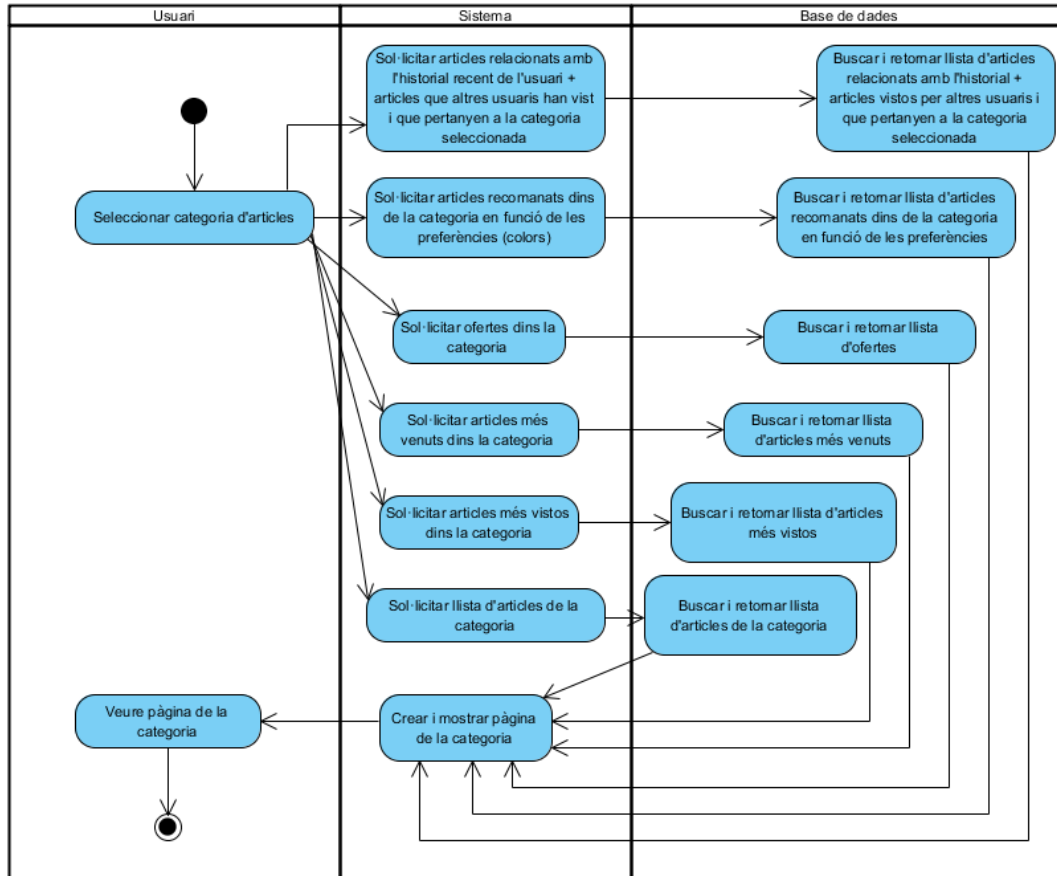 Usuari
Sistema
Base de dades
Sol·licitar articles relacionats amb
l'historial recent de l'usuari +
articles que altres usuaris han vist
i que pertanyen a la categoria
seleccionada
Buscar i retornar llista d'articles
relacionats amb l'historial +
articles vistos per altres usuaris i
que pertanyen a la categoria
seleccionada
Seleccionar categoria d'articles
Sol·licitar articles recomanats dins
de la categoria en funció de les
preferències (colors)
Buscar i retornar llista d'articles
recomanats dins de la categoria
en funció de les preferències
Sol·licitar ofertes dins la
categoria
Buscar i retornar llista
d'ofertes
Sol·licitar articles més
venuts dins la categoria
Buscar i retornar llista
d'articles més venuts
Sol·licitar articles més vistos
dins la categoria
Buscar i retornar llista d'articles
més vistos
Sol·licitar llista d'articles de la
categoria
Buscar i retornar llista
d'articles de la categoria
Veure pàgina de la
categoria
Crear i mostrar pàgina
de la categoria